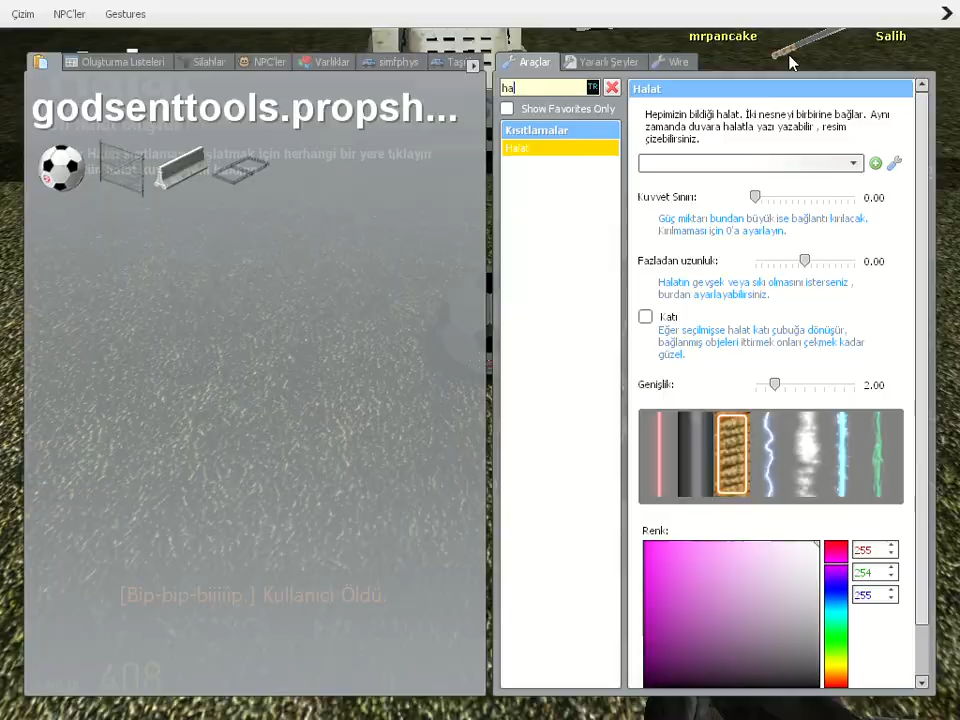 Çizim NPC'ler Gestures
mrpancake Salih
Oluşturma Listeleri Silahlar NPC'ler Varlıklar simfphys Taşı
Araçlar Yararlı Şeyler Wire
godsenttools.propsh...
ha TR
Show Favorites Only
Kısıtlamalar
Halat
Halat
Hepimizin bildiği halat. İki nesneyi birbirine bağlar. Aynı
zamanda duvara halatla yazı yazabilir , resim
çizebilirsiniz.
Kuvvet Sınırı: 0.00
Güç miktarı bundan büyük ise bağlantı kırılacak.
Kırılmaması için 0'a ayarlayın.
Fazladan uzunluk: 0.00
Halatın gevşek veya sıkı olmasını isterseniz ,
burdan ayarlayabilirsiniz.
Katı
Eğer seçilmişse halat katı çubuğa dönüşür,
bağlanmış objeleri ittirmek onları çekmek kadar
güzel.
Genişlik: 2.00
Renk:
255
254
255
[Bip-bip-biiiip.] Kullanıcı Öldü.
608